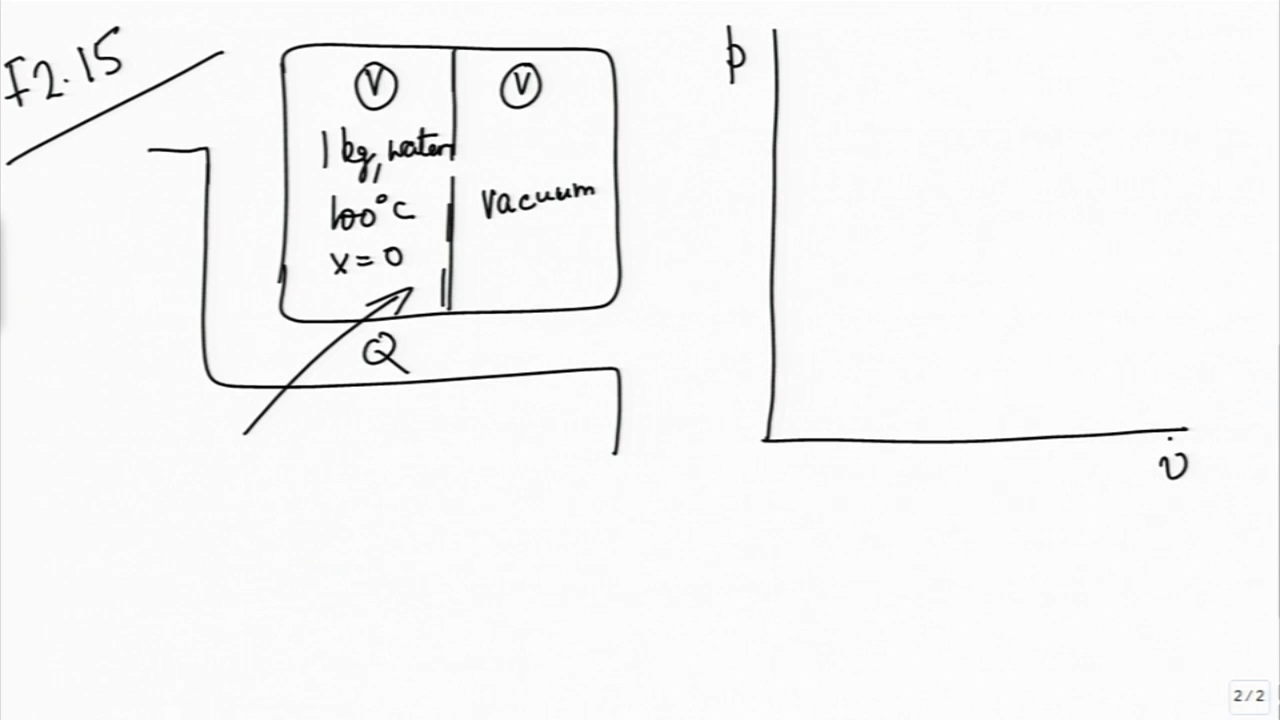 F2.15
V
V
1 kg, water
100°C
x = 0
Vacuum
Q
p
v
2/2